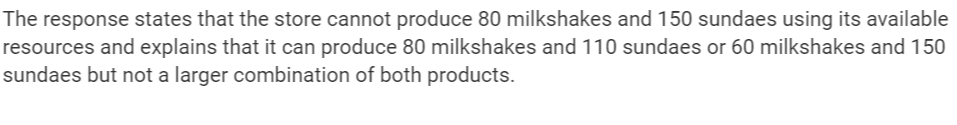 The response states that the store cannot produce 80 milkshakes and 150 sundaes using its available
resources and explains that it can produce 80 milkshakes and 110 sundaes or 60 milkshakes and 150
sundaes but not a larger combination of both products.